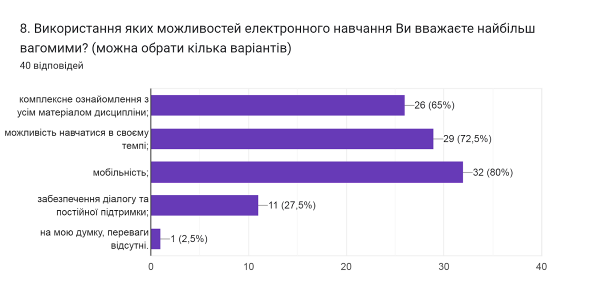 8. Використання яких можливостей електронного навчання Ви вважаєте найбільш
вагомими? (можна обрати кілька варіантів)
40 відповідей
комплексне ознайомлення з
усім матеріалом дисципліни;
26 (65%)
можливість навчатися в своєму
темпі;
29 (72,5%)
мобільність;
32 (80%)
забезпечення діалогу та
постійної підтримки;
11 (27,5%)
на мою думку, переваги
відсутні.
1 (2,5%)
0 10 20 30 40